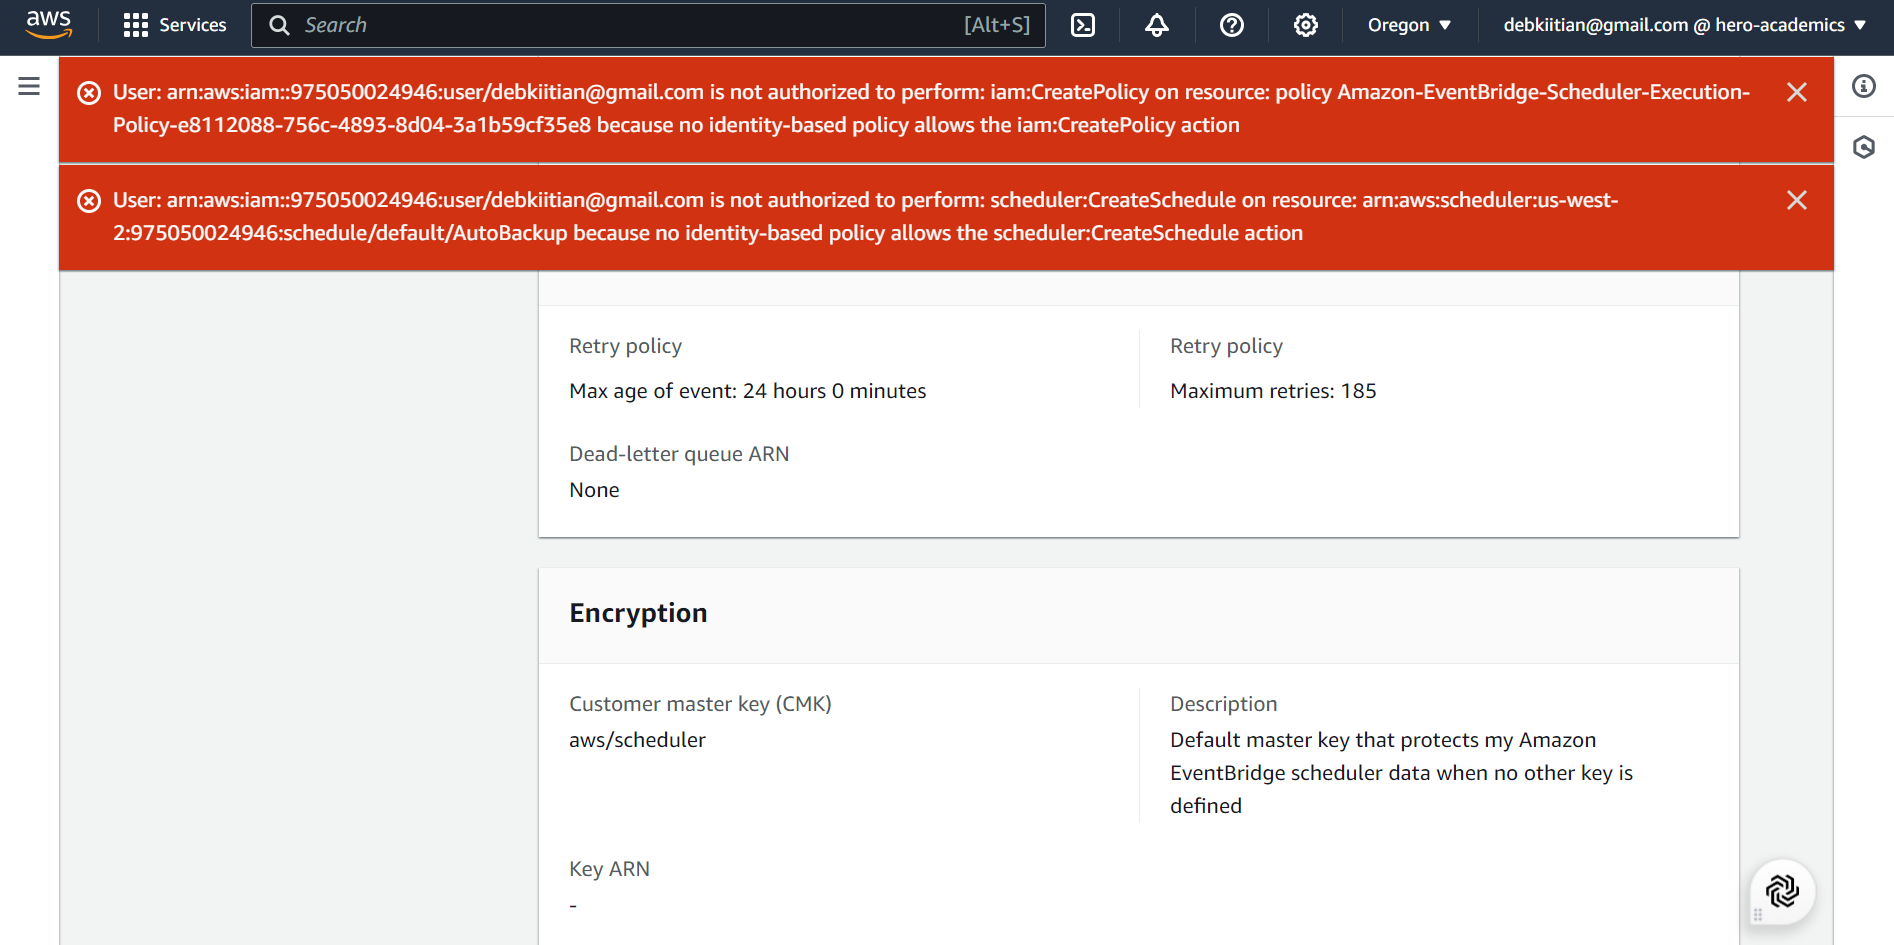 aws
Services
Search
[Alt+S]
Oregon
debkiitian@gmail.com @ hero-academics
User: arn:aws:iam::975050024946:user/debkiitian@gmail.com is not authorized to perform: iam:CreatePolicy on resource: policy Amazon-EventBridge-Scheduler-Execution-
Policy-e8112088-756c-4893-8d04-3a1b59cf35e8 because no identity-based policy allows the iam:CreatePolicy action
User: arn:aws:iam::975050024946:user/debkiitian@gmail.com is not authorized to perform: scheduler:CreateSchedule on resource: arn:aws:scheduler:us-west-
2:975050024946:schedule/default/AutoBackup because no identity-based policy allows the scheduler:CreateSchedule action
Retry policy
Max age of event: 24 hours 0 minutes
Retry policy
Maximum retries: 185
Dead-letter queue ARN
None
Encryption
Customer master key (CMK)
aws/scheduler
Description
Default master key that protects my Amazon
EventBridge scheduler data when no other key is
defined
Key ARN
-